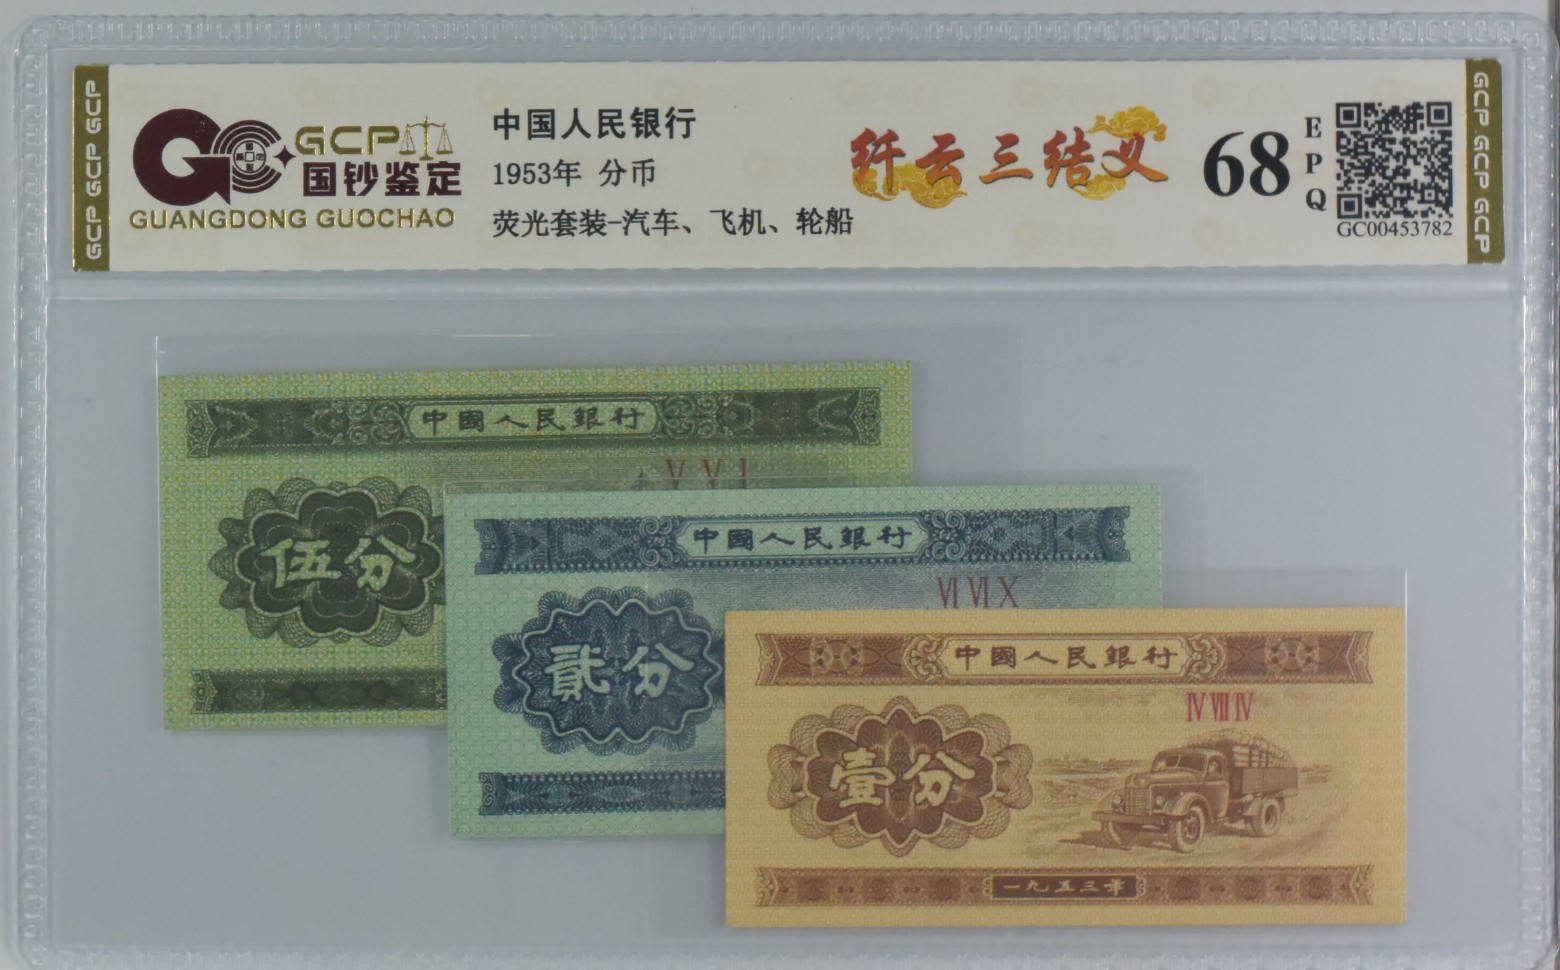 GCP GCP GCP
GCP
国钞鉴定
GUANGDONG GUOCHAO
中国人民银行
1953年 分币
荧光套装-汽车、飞机、轮船
纤云三结义
68
EPQ
GC00453782
GCP GCP GCP
中國人民銀行
V V I
伍分
中國人民銀行
VI VI X
貳分
中國人民銀行
IV VII IV
壹分
一九五三年